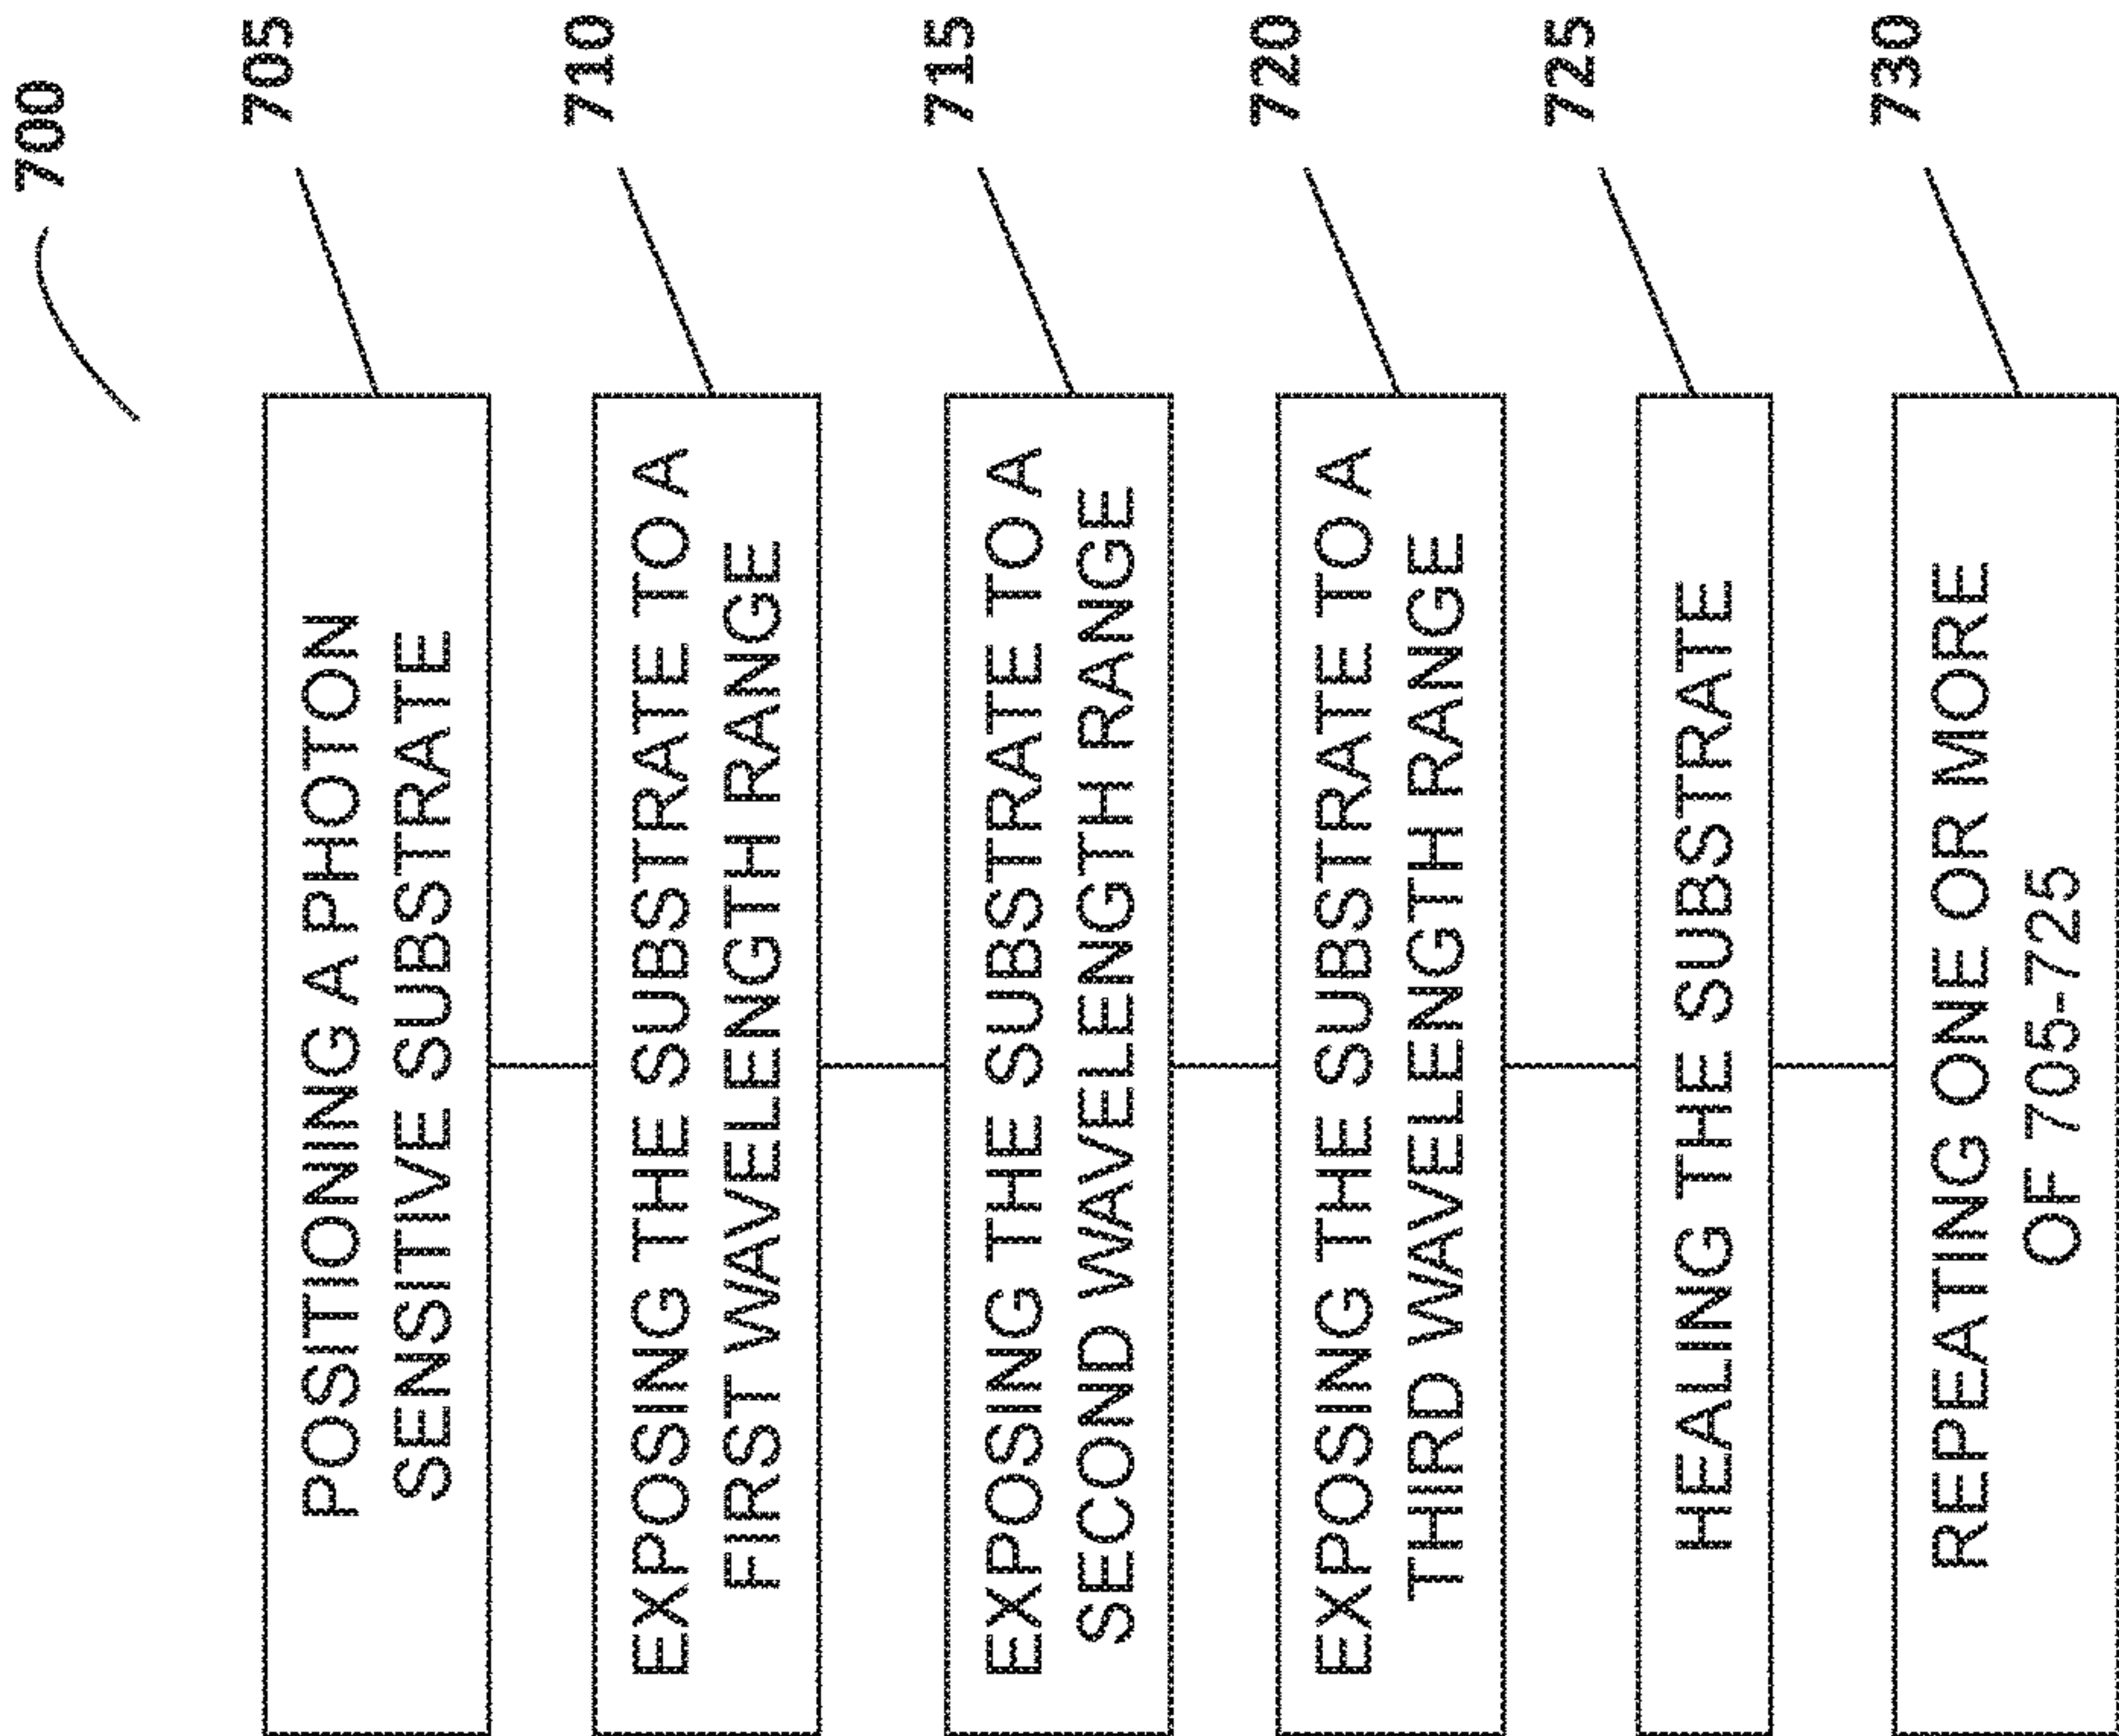 700
POSITIONING A PHOTON
SENSITIVE SUBSTRATE
705
EXPOSING THE SUBSTRATE TO A
FIRST WAVELENGTH RANGE
710
EXPOSING THE SUBSTRATE TO A
SECOND WAVELENGTH RANGE
715
EXPOSING THE SUBSTRATE TO A
THIRD WAVELENGTH RANGE
720
HEALING THE SUBSTRATE
725
REPEATING ONE OR MORE
OF 705-725
730